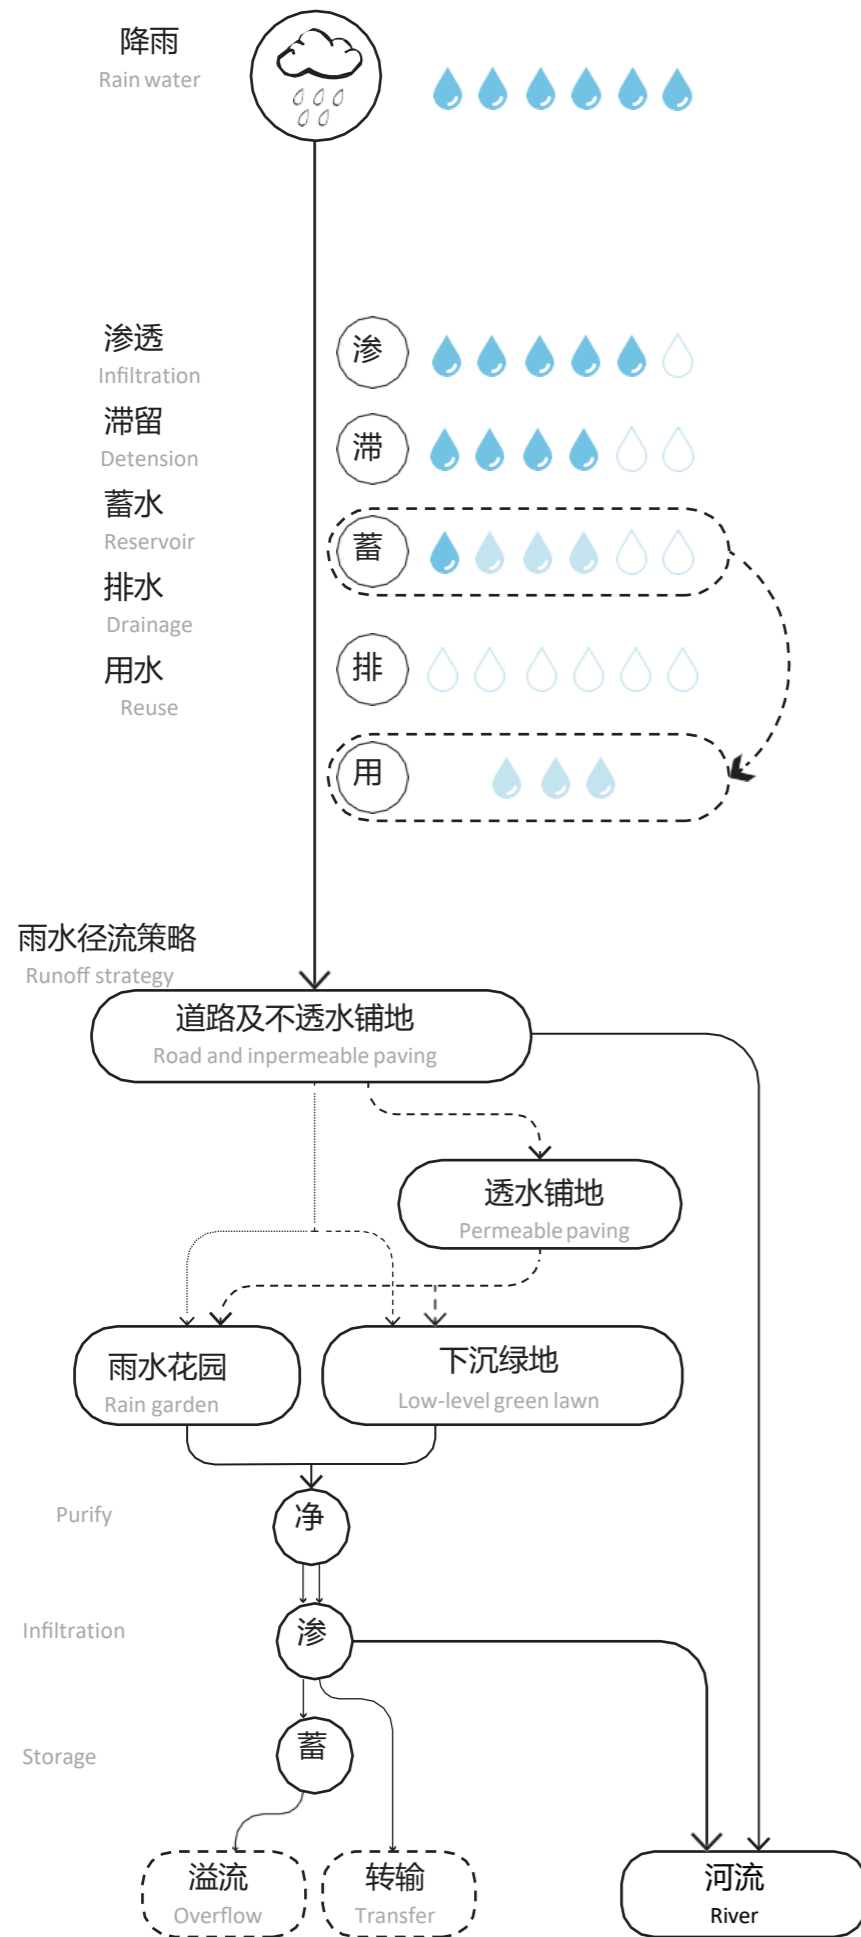 降雨
Rain water
渗透
Infiltration
滞留
Detension
蓄水
Reservoir
排水
Drainage
用水
Reuse
渗
滞
蓄
排
用
雨水径流策略
Runoff strategy
道路及不透水铺地
Road and inpermeable paving
透水铺地
Permeable paving
雨水花园
Rain garden
下沉绿地
Low-level green lawn
Purify
净
Infiltration
渗
Storage
蓄
溢流
Overflow
转输
Transfer
河流
River